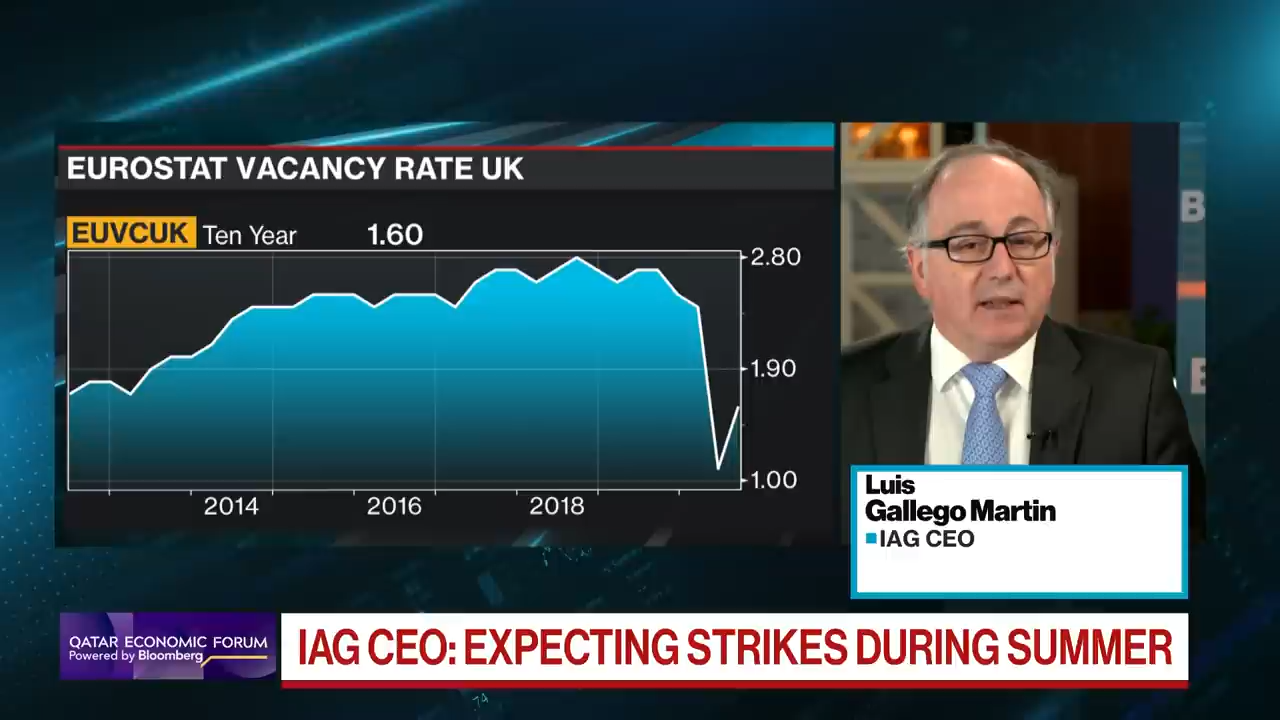 EUROSTAT VACANCY RATE UK
EUVCUK Ten Year 1.60
2.80
1.90
1.00
2014 2016 2018
B
B
Luis
Gallego Martin
IAG CEO
QATAR ECONOMIC FORUM
Powered by Bloomberg
IAG CEO: EXPECTING STRIKES DURING SUMMER